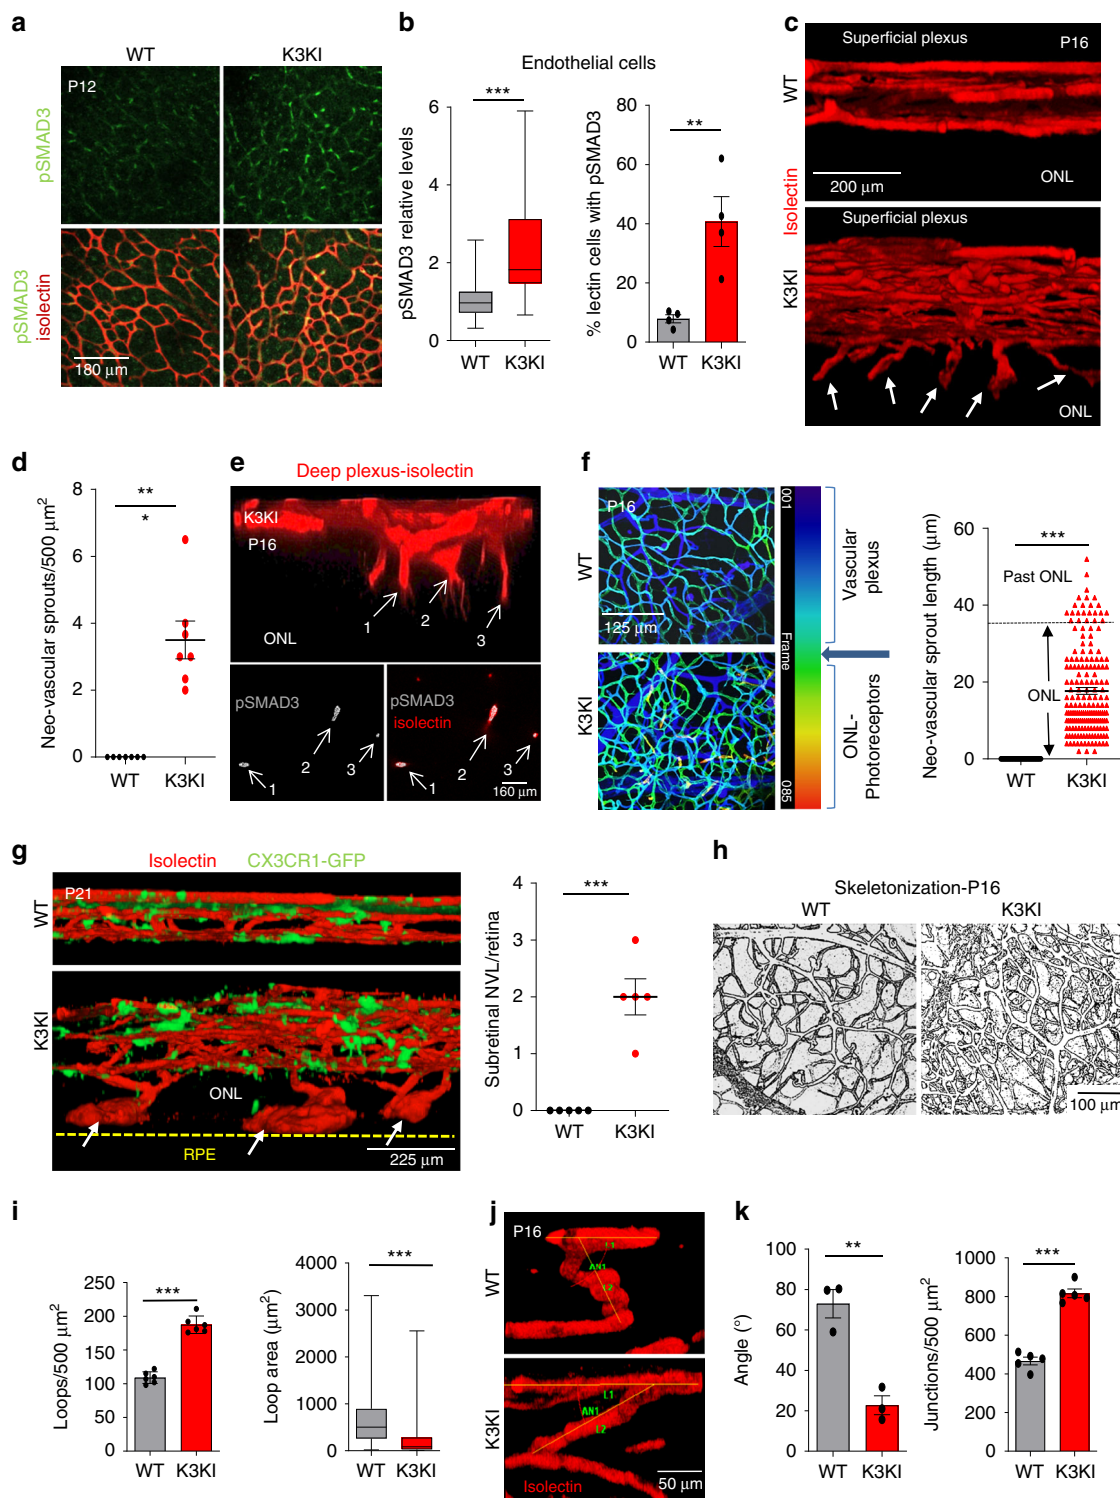 a
WT K3KI
P12
pSMAD3
pSMAD3
isolectin
180 μm
b
Endothelial cells
***
pSMAD3 relative levels
6
4
2
0
WT K3KI
**
% lectin cells with pSMAD3
80
60
40
20
0
WT K3KI
c
Superficial plexus P16
WT
ONL
200 μm
Isolectin
Superficial plexus
K3KI
ONL
d
**
*
Neo-vascular sprouts/500 μm²
8
6
4
2
0
WT K3KI
e
Deep plexus-isolectin
K3KI
P16
1 2 3
ONL
pSMAD3
2 3
1
pSMAD3
isolectin
2 3
1
160 μm
f
P16
WT
125 μm
K3KI
001
Frame
085
Vascular
plexus
ONL-
Photoreceptors
***
Neo-vascular sprout length (μm)
60
40
20
0
Past ONL
ONL
WT K3KI
g
Isolectin CX3CR1-GFP
P21
WT
K3KI
ONL
RPE
225 μm
***
Subretinal NVL/retina
4
3
2
1
0
WT K3KI
h
Skeletonization-P16
WT K3KI
100 μm
i
***
Loops/500 μm²
250
200
150
100
50
0
WT K3KI
***
Loop area (μm²)
4000
3000
2000
1000
0
WT K3KI
j
P16
WT
L1
AN1
L2
K3KI
L1
AN1
L2
50 μm
Isolectin
k
**
Angle (°)
100
80
60
40
20
0
WT K3KI
***
Junctions/500 μm²
1000
800
600
400
200
0
WT K3KI